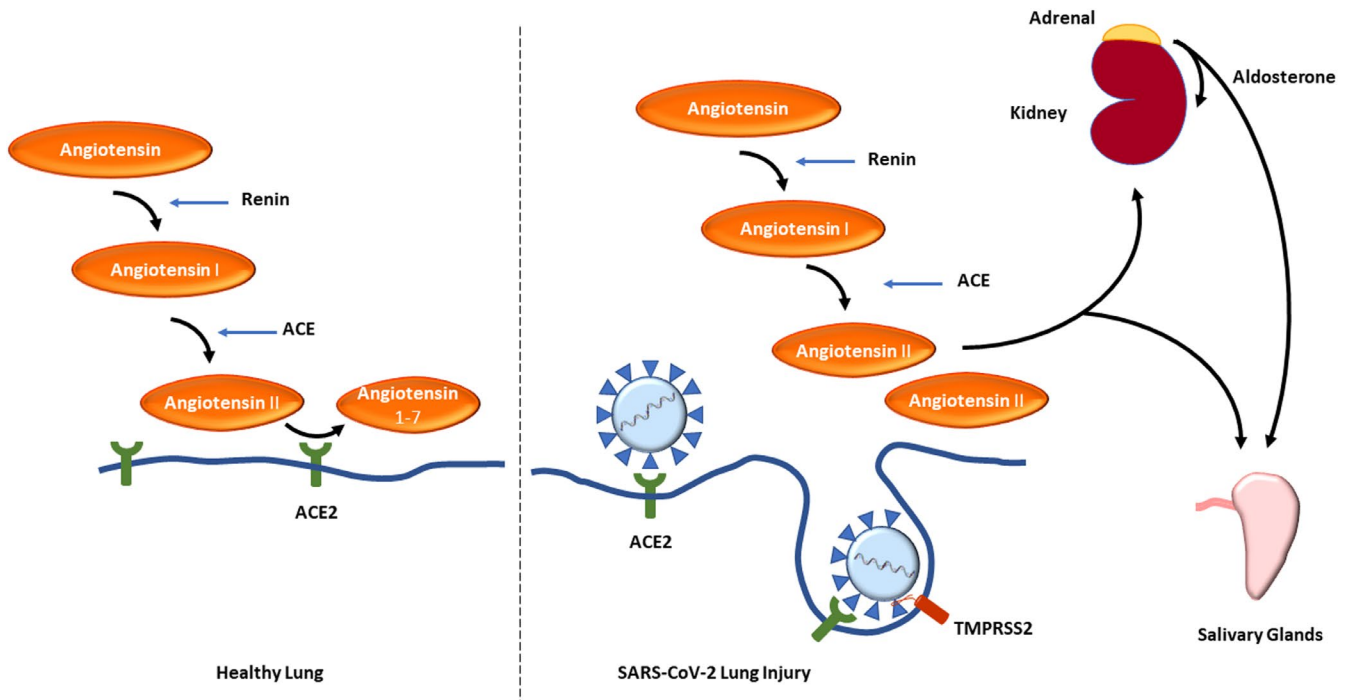 Angiotensin
Renin
Angiotensin I
ACE
Angiotensin II
Angiotensin
1-7
ACE2
Healthy Lung
Angiotensin
Renin
Angiotensin I
ACE
Angiotensin II
Angiotensin II
ACE2
TMPRSS2
SARS-CoV-2 Lung Injury
Adrenal
Aldosterone
Kidney
Salivary Glands